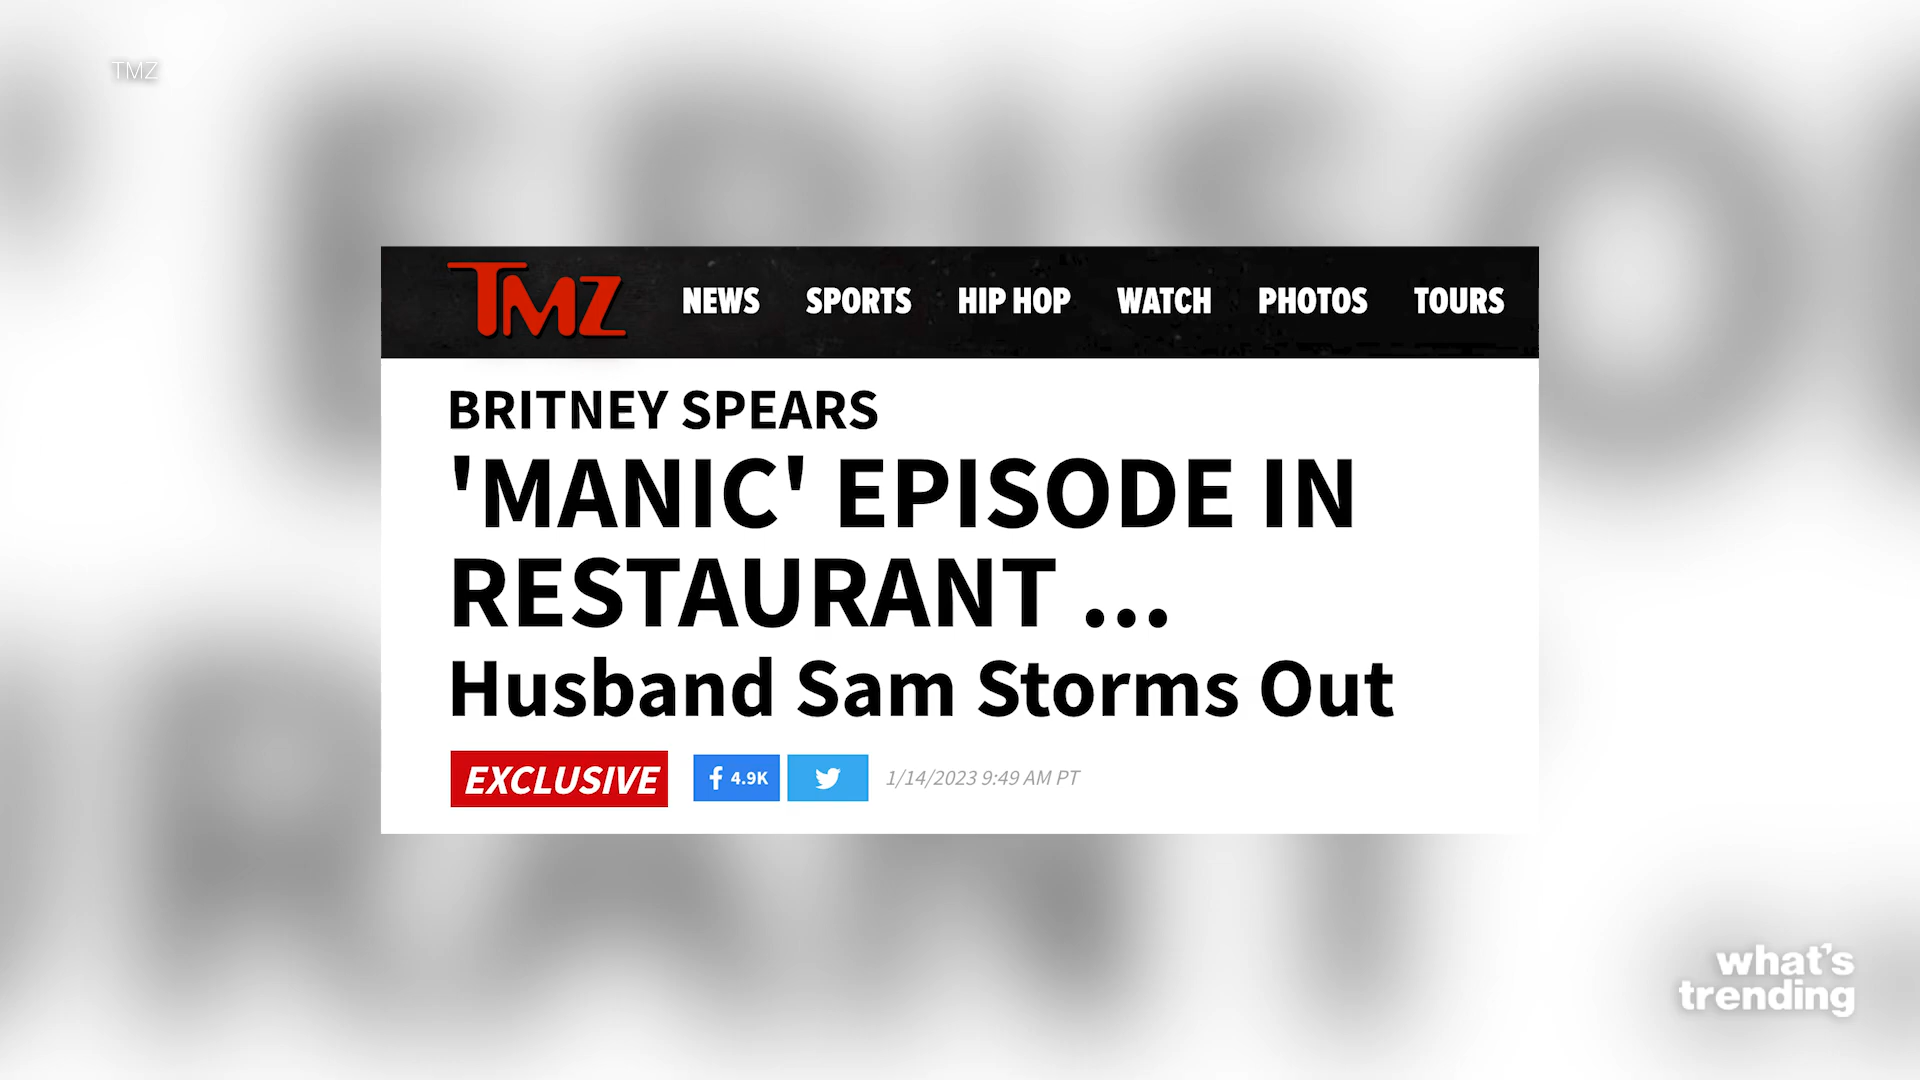 TMZ
TMZ NEWS SPORTS HIP HOP WATCH PHOTOS TOURS
BRITNEY SPEARS
'MANIC' EPISODE IN
RESTAURANT ...
Husband Sam Storms Out
EXCLUSIVE f 4.9K 1/14/2023 9:49 AM PT
what's
trending